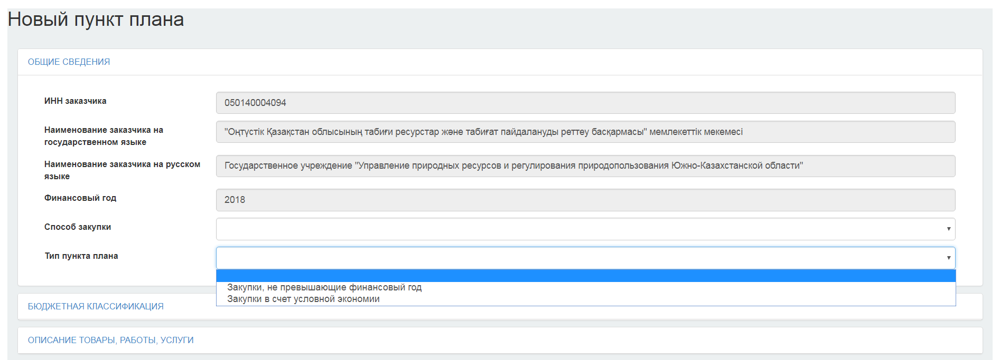 Новый пункт плана
ОБЩИЕ СВЕДЕНИЯ
ИНН заказчика
050140004094
Наименование заказчика на
государственном языке
"Оңтүстік Қазақстан облысының табиғи ресурстар және табиғат пайдалануды реттеу басқармасы" мемлекеттік мекемесі
Наименование заказчика на русском
языке
Государственное учреждение "Управление природных ресурсов и регулирования природопользования Южно-Казахстанской области"
Финансовый год
2018
Способ закупки
Тип пункта плана
Закупки, не превышающие финансовый год
Закупки в счет условной экономии
БЮДЖЕТНАЯ КЛАССИФИКАЦИЯ
ОПИСАНИЕ ТОВАРЫ, РАБОТЫ, УСЛУГИ